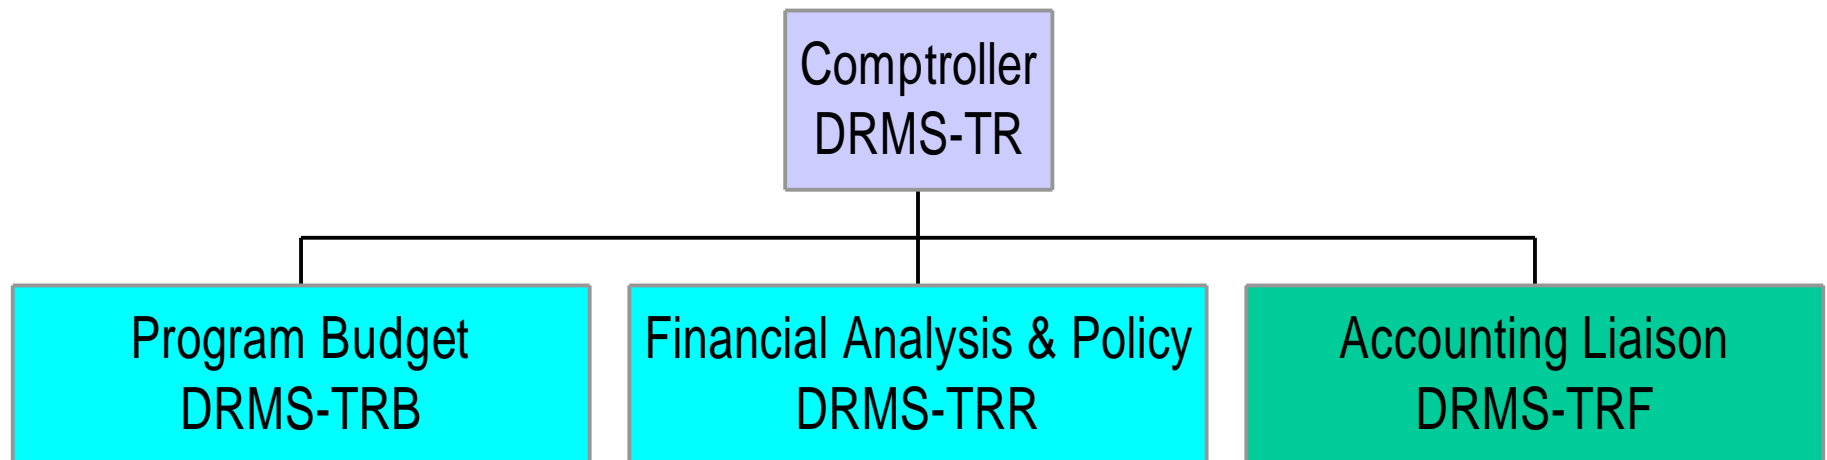 Comptroller
DRMS-TR
Program Budget
DRMS-TRB
Financial Analysis & Policy
DRMS-TRR
Accounting Liaison
DRMS-TRF